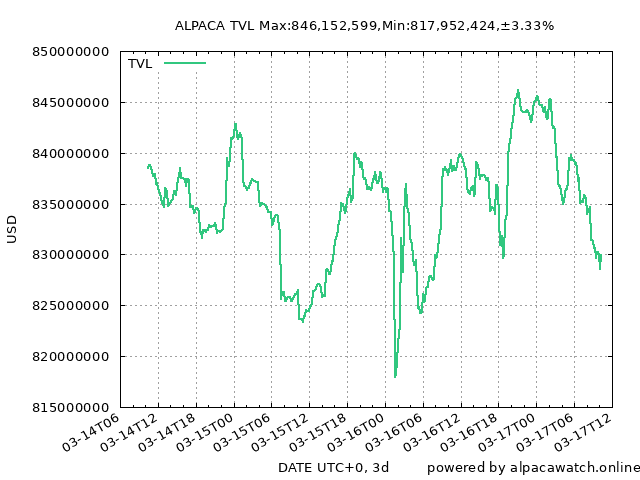 ALPACA TVL Max:846,152,599,Min:817,952,424,±3.33%
TVL
850000000
845000000
840000000
835000000
830000000
825000000
820000000
815000000
USD
03-14T06
03-14T12
03-14T18
03-15T00
03-15T06
03-15T12
03-15T18
03-16T00
03-16T06
03-16T12
03-16T18
03-17T00
03-17T06
03-17T12
DATE UTC+0, 3d
powered by alpacawatch.online